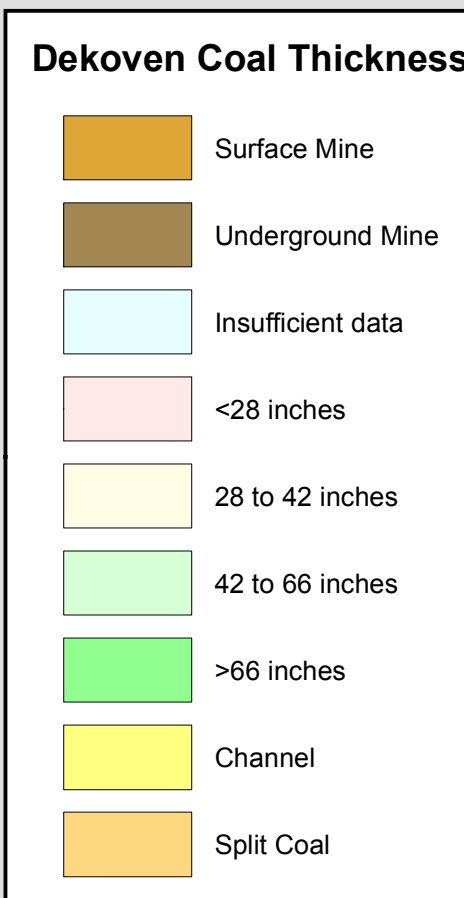 Dekoven Coal Thickness
Surface Mine
Underground Mine
Insufficient data
<28 inches
28 to 42 inches
42 to 66 inches
>66 inches
Channel
Split Coal